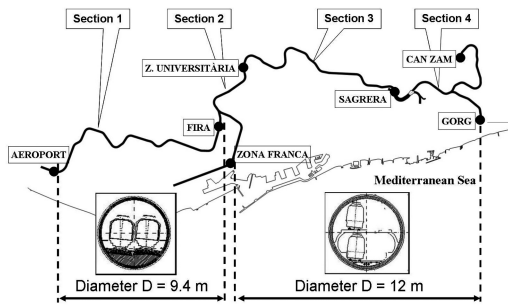 Section 1
Section 2
Section 3
Section 4
Z. UNIVERSITÀRIA
CAN ZAM
SAGRERA
FIRA
GORG
AEROPORT
ZONA FRANCA
Mediterranean Sea
Diameter D = 9.4 m
Diameter D = 12 m